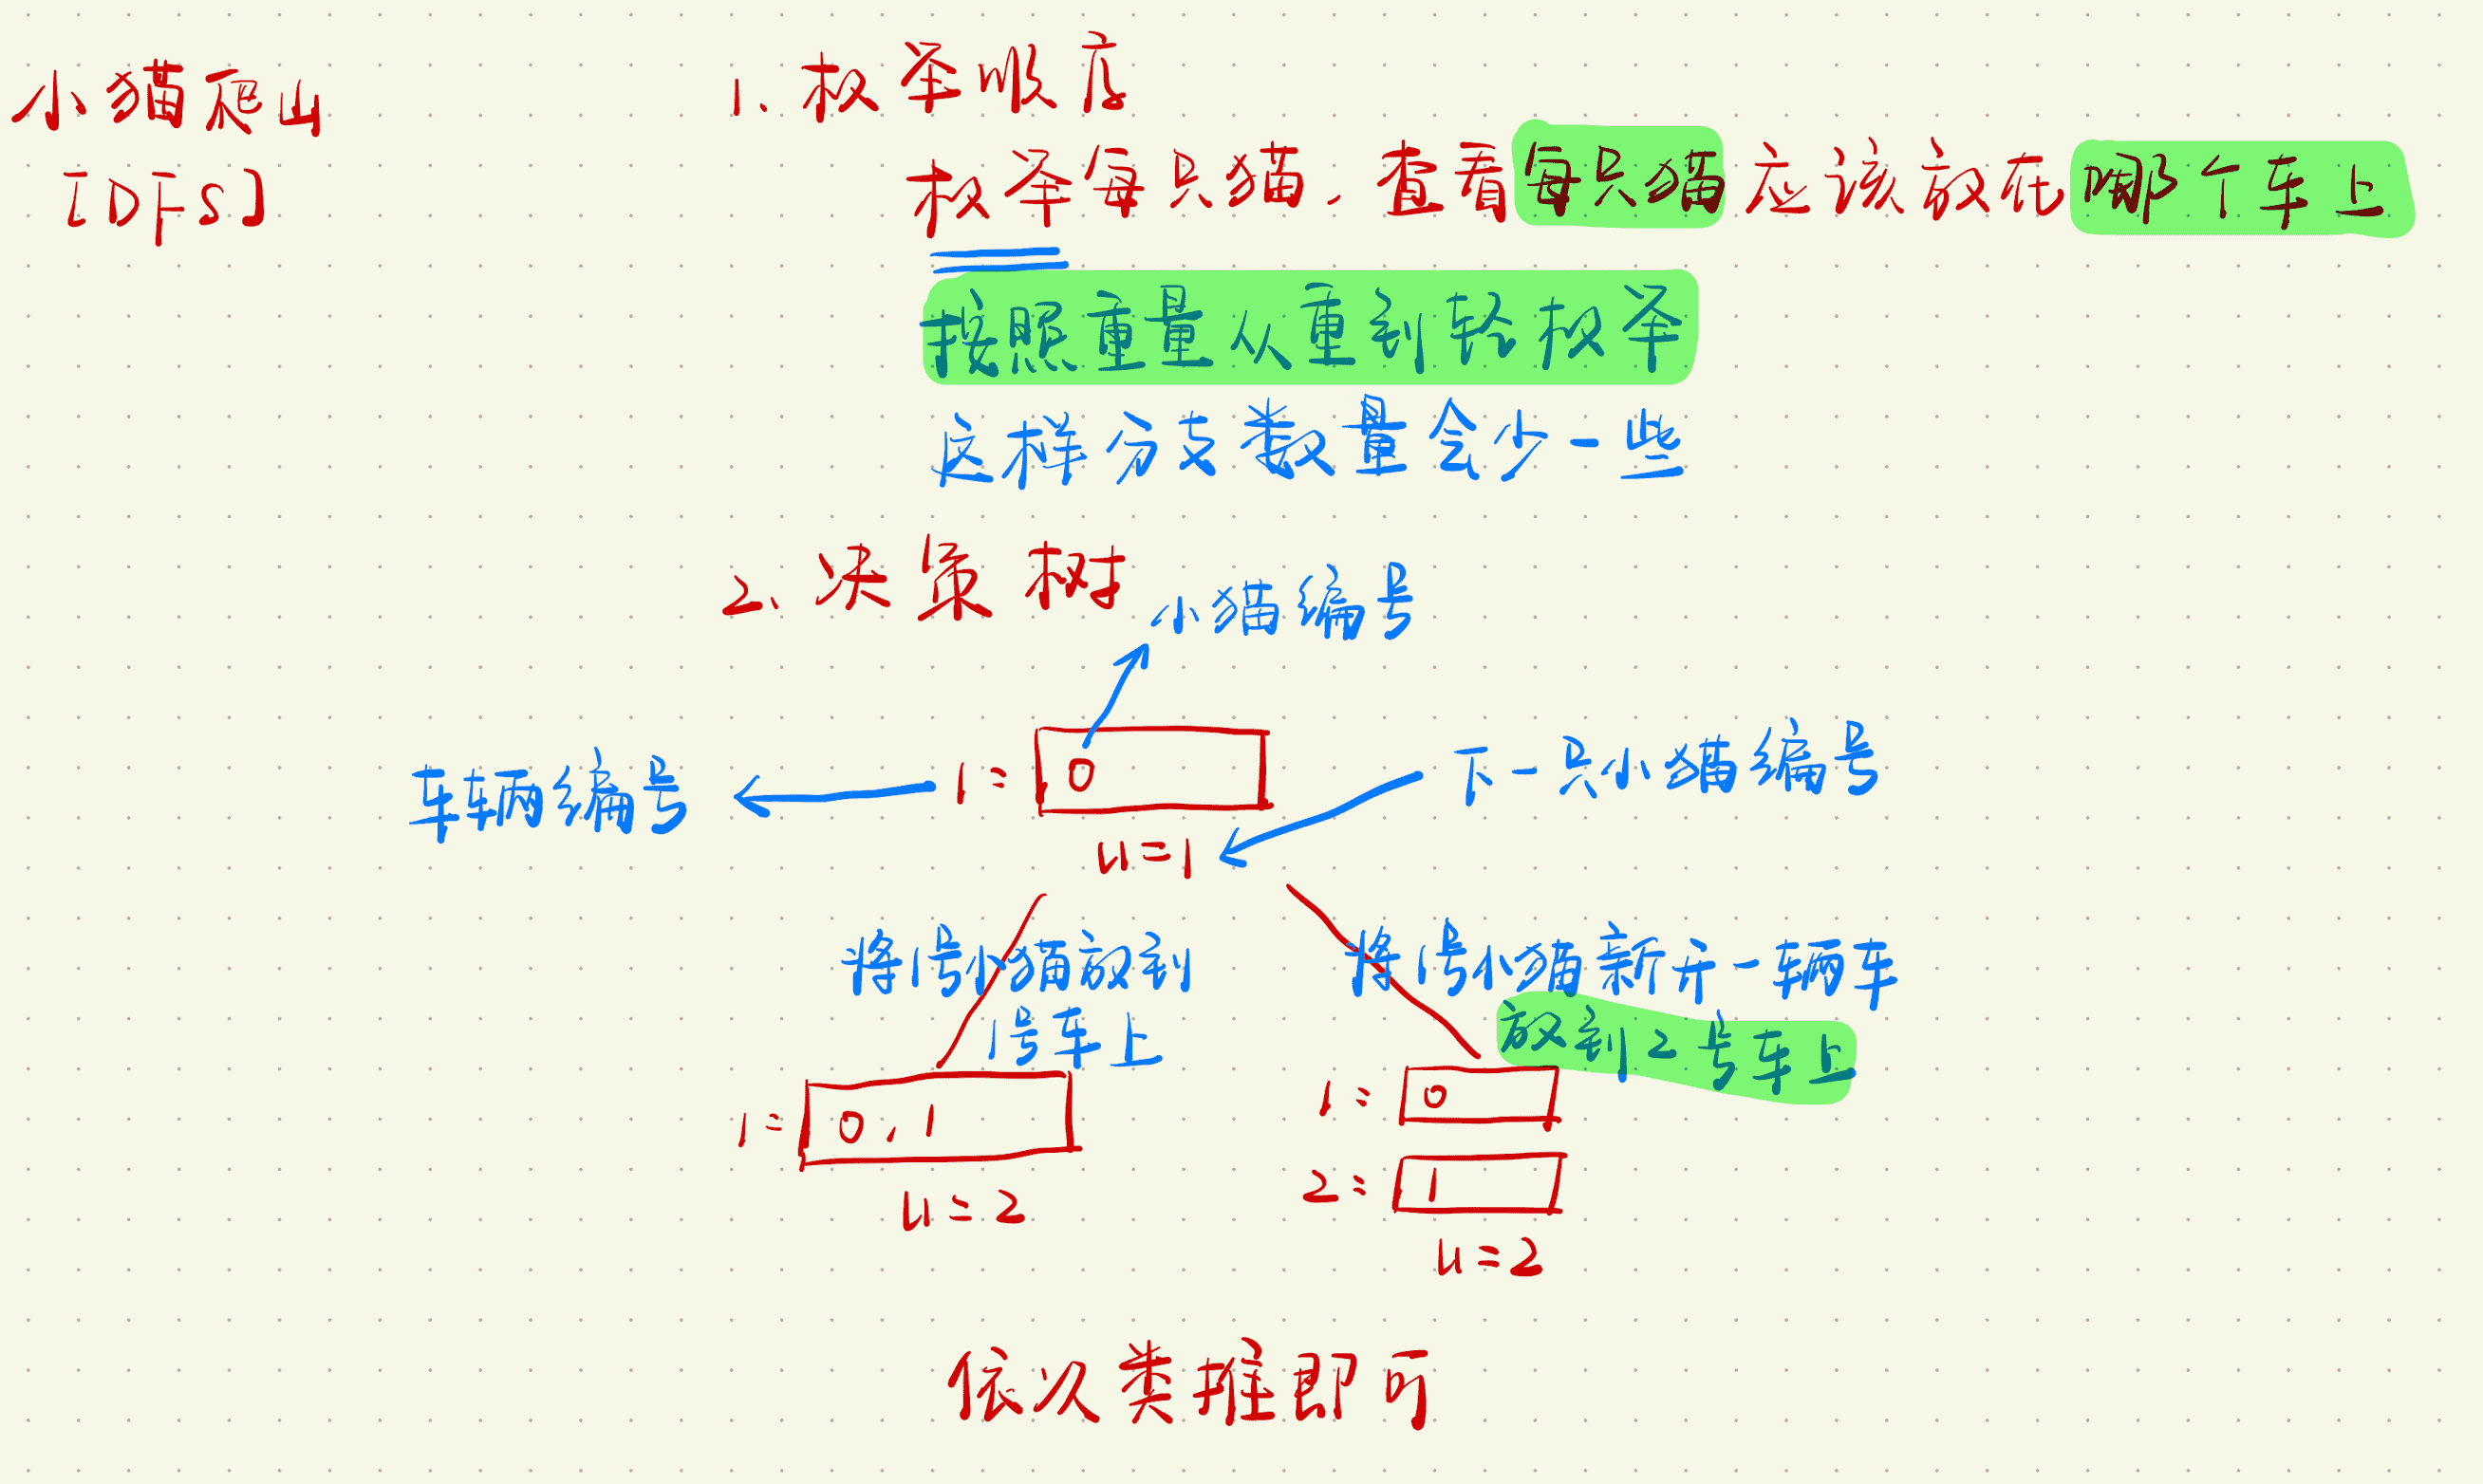 小猫爬山
[DFS]
1、枚举顺序
枚举每只猫，查看每只猫应该放在哪个车上
按照重量从重到轻枚举
这样分支数量会少一些
2、决策树
小猫编号
车辆编号
1:
0
下一只小猫编号
u=1
将1号小猫放到
1号车上
将1号小猫新开一辆车
放到2号车上
1:
0,1
u=2
1:
0
2:
1
u=2
依次类推即可